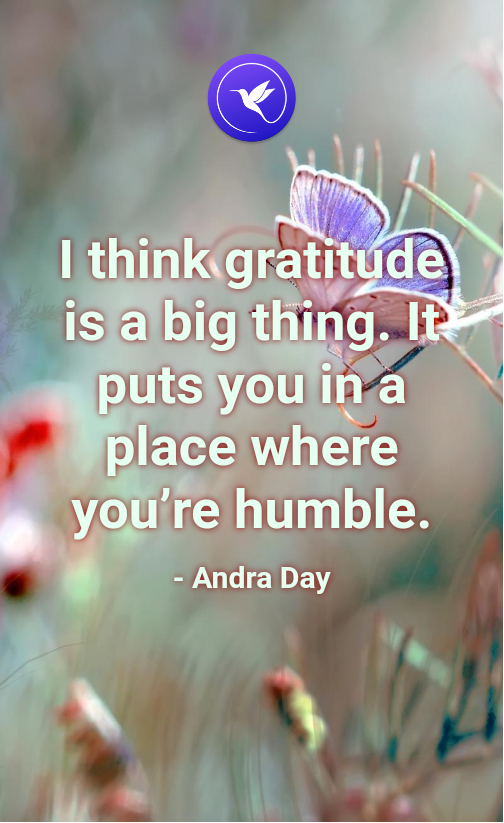 I think gratitude
is a big thing. It
puts you in a
place where
you’re humble.
- Andra Day